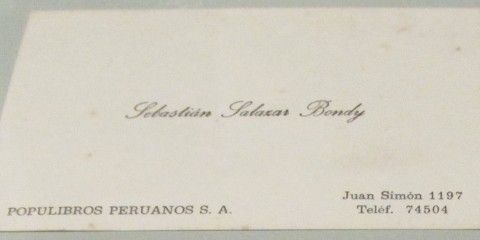 Sebastián Salazar Bondy
Juan Simón 1197
POPULIBROS PERUANOS S. A.
Teléf. 74504